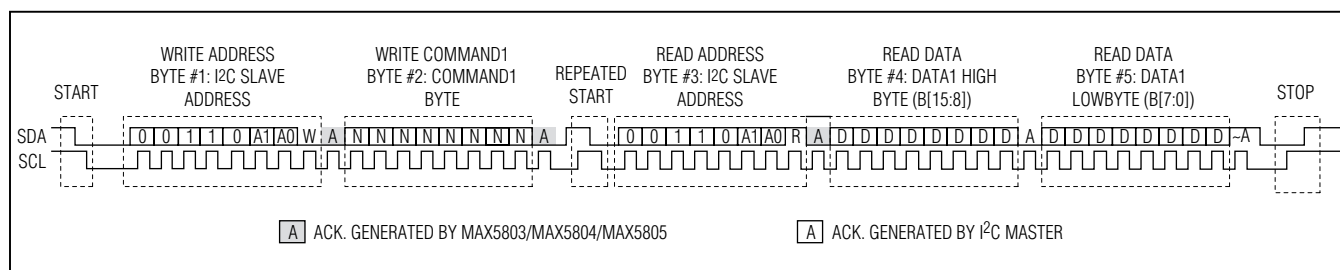 START
WRITE ADDRESS
BYTE #1: I²C SLAVE
ADDRESS
WRITE COMMAND1
BYTE #2: COMMAND1
BYTE
REPEATED
START
READ ADDRESS
BYTE #3: I²C SLAVE
ADDRESS
READ DATA
BYTE #4: DATA1 HIGH
BYTE (B[15:8])
READ DATA
BYTE #5: DATA1
LOWBYTE (B[7:0])
STOP
SDA 0 0 1 1 0 A1 A0 W A N N N N N N N N A 0 0 1 1 0 A1 A0 R A D D D D D D D D A D D D D D D D D ~A
SCL
A ACK. GENERATED BY MAX5803/MAX5804/MAX5805
A ACK. GENERATED BY I²C MASTER